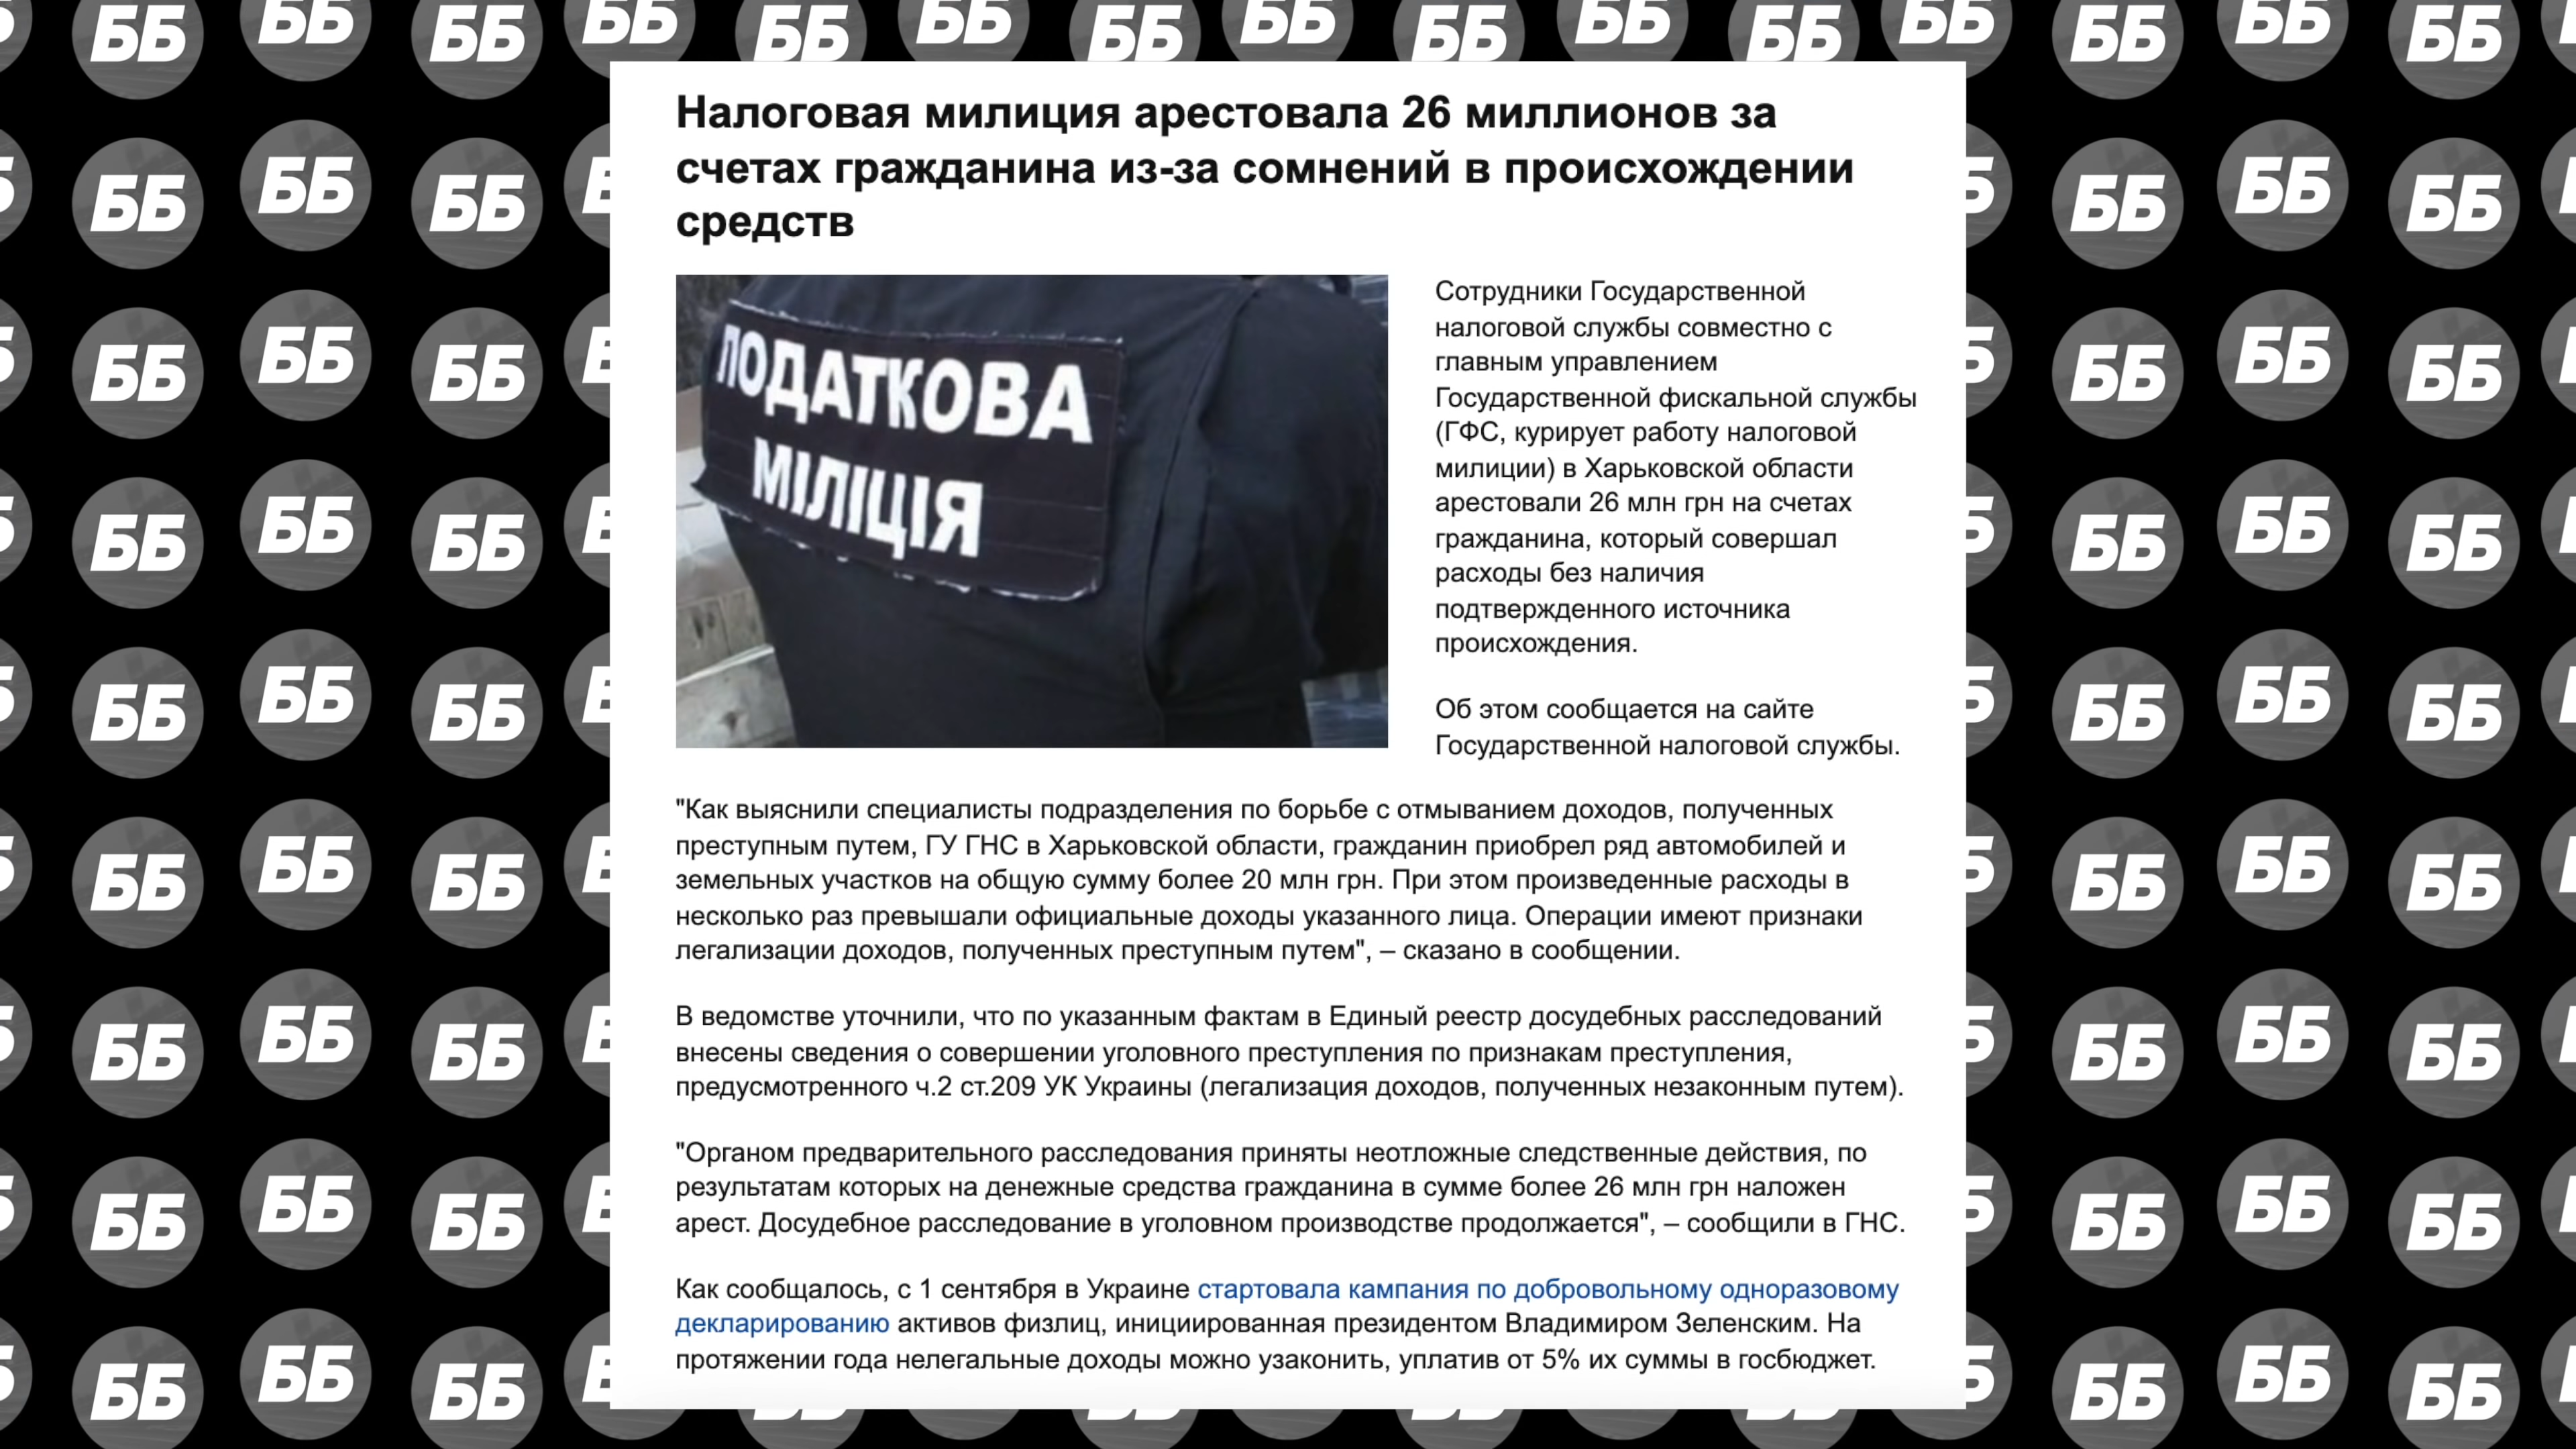 Налоговая милиция арестовала 26 миллионов за
счетах гражданина из-за сомнений в происхождении
средств
ПОДАТКОВА
МІЛІЦІЯ
Сотрудники Государственной
налоговой службы совместно с
главным управлением
Государственной фискальной службы
(ГФС, курирует работу налоговой
милиции) в Харьковской области
арестовали 26 млн грн на счетах
гражданина, который совершал
расходы без наличия
подтвержденного источника
происхождения.
Об этом сообщается на сайте
Государственной налоговой службы.
"Как выяснили специалисты подразделения по борьбе с отмыванием доходов, полученных
преступным путем, ГУ ГНС в Харьковской области, гражданин приобрел ряд автомобилей и
земельных участков на общую сумму более 20 млн грн. При этом произведенные расходы в
несколько раз превышали официальные доходы указанного лица. Операции имеют признаки
легализации доходов, полученных преступным путем", – сказано в сообщении.
В ведомстве уточнили, что по указанным фактам в Единый реестр досудебных расследований
внесены сведения о совершении уголовного преступления по признакам преступления,
предусмотренного ч.2 ст.209 УК Украины (легализация доходов, полученных незаконным путем).
"Органом предварительного расследования приняты неотложные следственные действия, по
результатам которых на денежные средства гражданина в сумме более 26 млн грн наложен
арест. Досудебное расследование в уголовном производстве продолжается", – сообщили в ГНС.
Как сообщалось, с 1 сентября в Украине стартовала кампания по добровольному одноразовому
декларированию активов физлиц, инициированная президентом Владимиром Зеленским. На
протяжении года нелегальные доходы можно узаконить, уплатив от 5% их суммы в госбюджет.
ББ